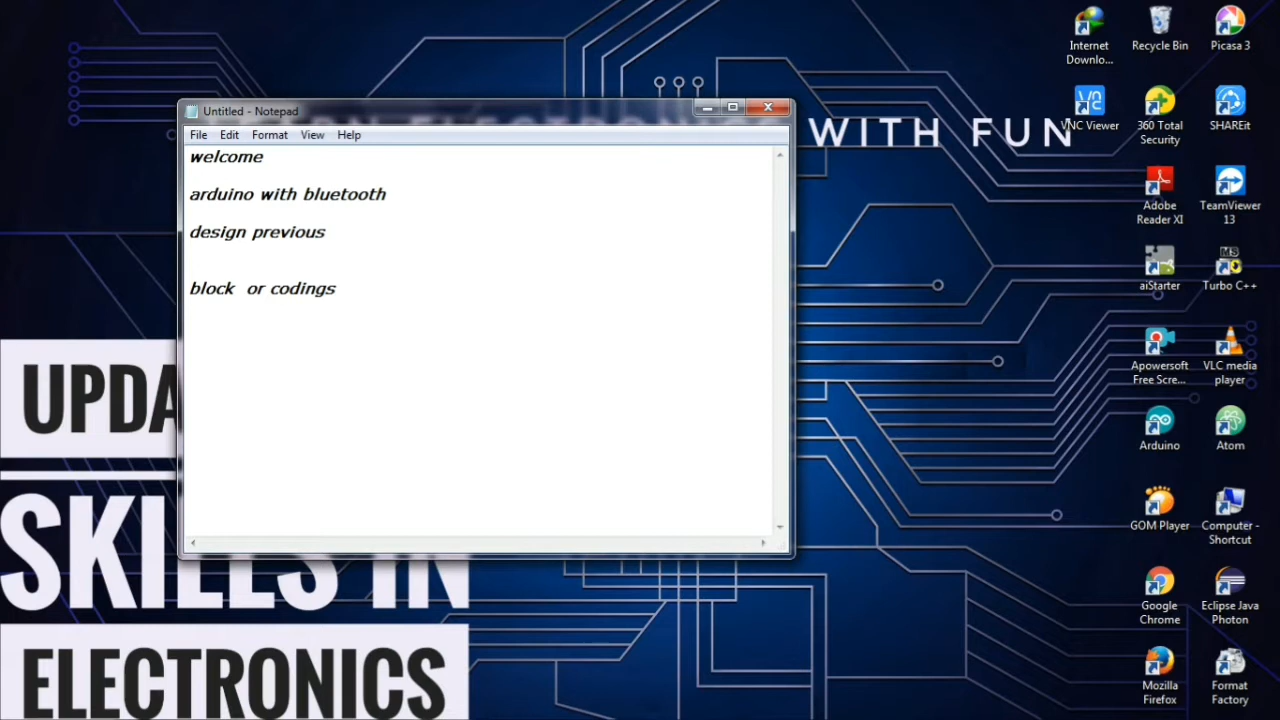 Untitled - Notepad
File Edit Format View Help
welcome
arduino with bluetooth
design previous
block  or codings
WITH FUN
SKILLS IN
ELECTRONICS
Internet Downlo...
Recycle Bin
Picasa 3
VNC Viewer
360 Total Security
SHAREit
Adobe Reader XI
TeamViewer 13
aiStarter
Turbo C++
Apowersoft Free Scre...
VLC media player
Arduino
Atom
GOM Player
Computer - Shortcut
Google Chrome
Eclipse Java Photon
Mozilla Firefox
Format Factory